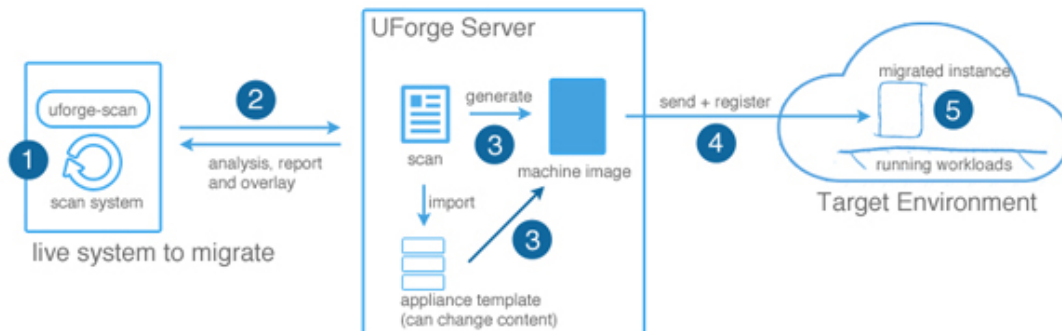 UForge Server
uforge-scan
1
scan system
live system to migrate
2
analysis, report
and overlay
scan
generate
3
machine image
import
3
appliance template
(can change content)
send + register
4
migrated instance
5
running workloads
Target Environment